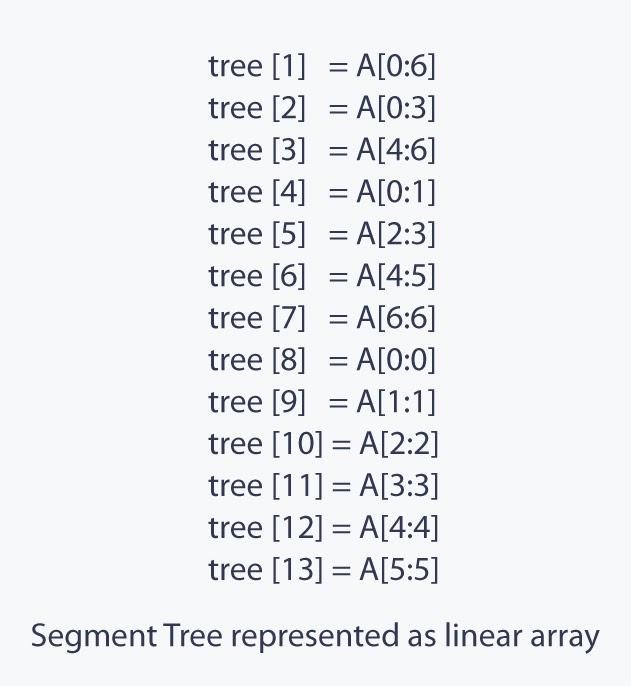 tree [1] = A[0:6]
tree [2] = A[0:3]
tree [3] = A[4:6]
tree [4] = A[0:1]
tree [5] = A[2:3]
tree [6] = A[4:5]
tree [7] = A[6:6]
tree [8] = A[0:0]
tree [9] = A[1:1]
tree [10] = A[2:2]
tree [11] = A[3:3]
tree [12] = A[4:4]
tree [13] = A[5:5]
Segment Tree represented as linear array